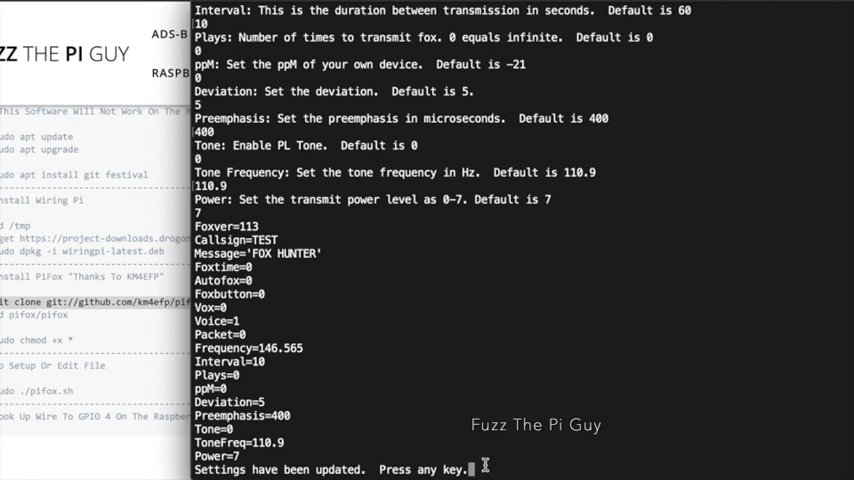 ADS-B
ZZ THE PI GUY
RASPB
This Software Will Not Work On The R
udo apt update
udo apt upgrade
udo apt install git festival
nstall Wiring Pi
d /tmp
get https://project-downloads.drogon
udo dpkg -i wiringpi-latest.deb
nstall PiFox "Thanks To KM4EFP"
it clone git://github.com/km4efp/pif
d pifox/pifox
udo chmod +x *
o Setup Or Edit File
udo ./pifox.sh
ook Up Wire To GPIO 4 On The Raspber
Interval: This is the duration between transmission in seconds.  Default is 60
10
Plays: Number of times to transmit fox. 0 equals infinite.  Default is 0
0
ppM: Set the ppM of your own device.  Default is -21
0
Deviation: Set the deviation.  Default is 5.
5
Preemphasis: Set the preemphasis in microseconds.  Default is 400
400
Tone: Enable PL Tone.  Default is 0
0
Tone Frequency: Set the tone frequency in Hz.  Default is 110.9
110.9
Power: Set the transmit power level as 0-7. Default is 7
7
Foxver=113
Callsign=TEST
Message='FOX HUNTER'
Foxtime=0
Autofox=0
Foxbutton=0
Vox=0
Voice=1
Packet=0
Frequency=146.565
Interval=10
Plays=0
ppM=0
Deviation=5
Preemphasis=400
Tone=0
ToneFreq=110.9
Power=7
Settings have been updated.  Press any key.
Fuzz The Pi Guy